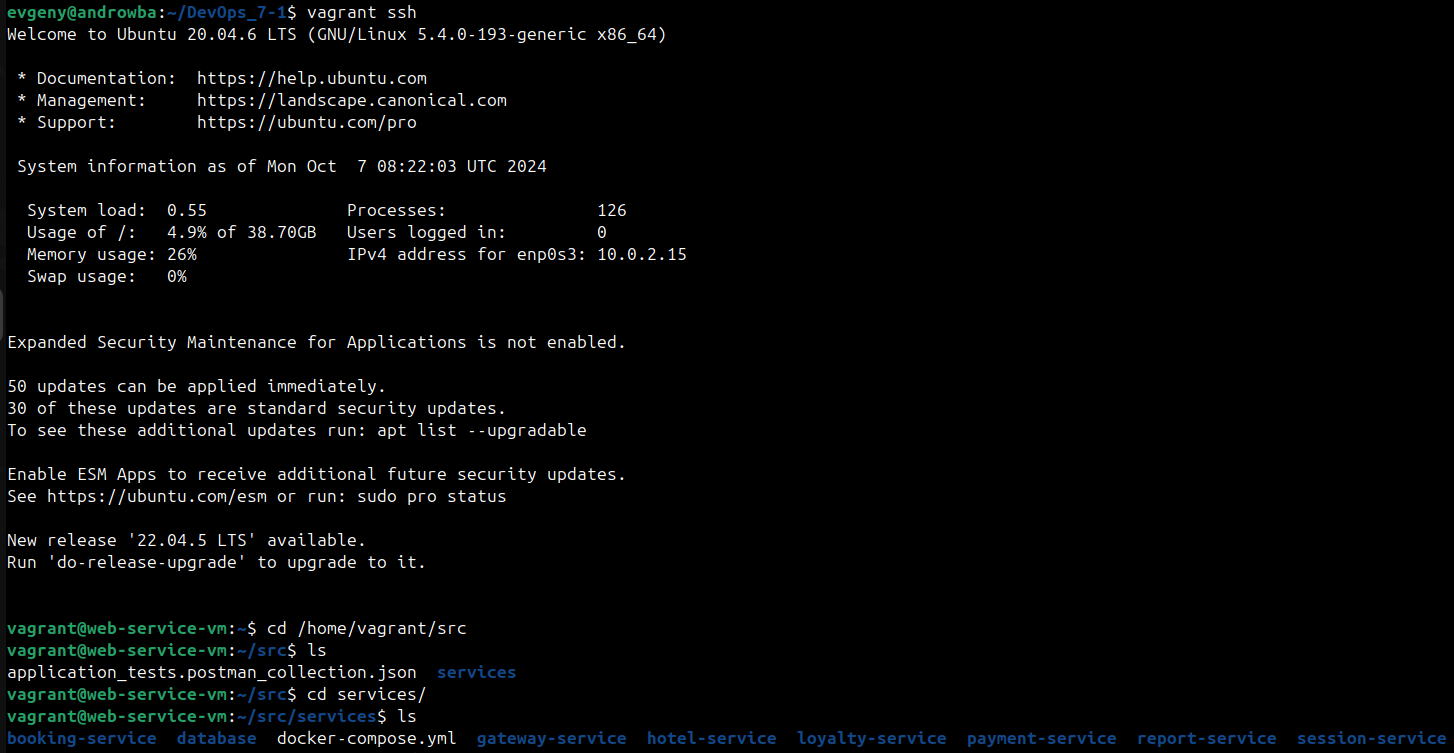 evgeny@androwba:~/DevOps_7-1$ vagrant ssh
Welcome to Ubuntu 20.04.6 LTS (GNU/Linux 5.4.0-193-generic x86_64)
* Documentation:  https://help.ubuntu.com
* Management:     https://landscape.canonical.com
* Support:        https://ubuntu.com/pro
System information as of Mon Oct  7 08:22:03 UTC 2024
System load:  0.55              Processes:               126
Usage of /:   4.9% of 38.70GB   Users logged in:         0
Memory usage: 26%               IPv4 address for enp0s3: 10.0.2.15
Swap usage:   0%
Expanded Security Maintenance for Applications is not enabled.
50 updates can be applied immediately.
30 of these updates are standard security updates.
To see these additional updates run: apt list --upgradable
Enable ESM Apps to receive additional future security updates.
See https://ubuntu.com/esm or run: sudo pro status
New release '22.04.5 LTS' available.
Run 'do-release-upgrade' to upgrade to it.
vagrant@web-service-vm:~$ cd /home/vagrant/src
vagrant@web-service-vm:~/src$ ls
application_tests.postman_collection.json  services
vagrant@web-service-vm:~/src$ cd services/
vagrant@web-service-vm:~/src/services$ ls
booking-service  database  docker-compose.yml  gateway-service  hotel-service  loyalty-service  payment-service  report-service  session-service